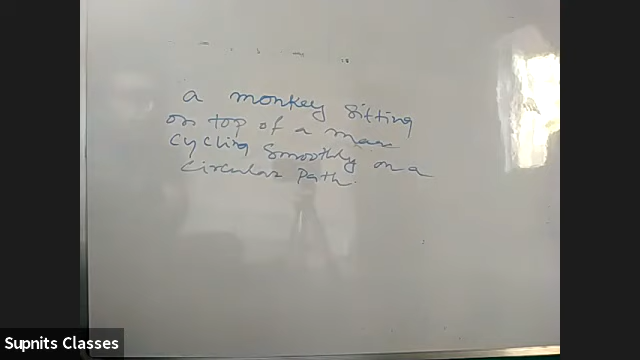 a monkey sitting
on top of a man
cycling smoothly on a
circular path.
Supnits Classes